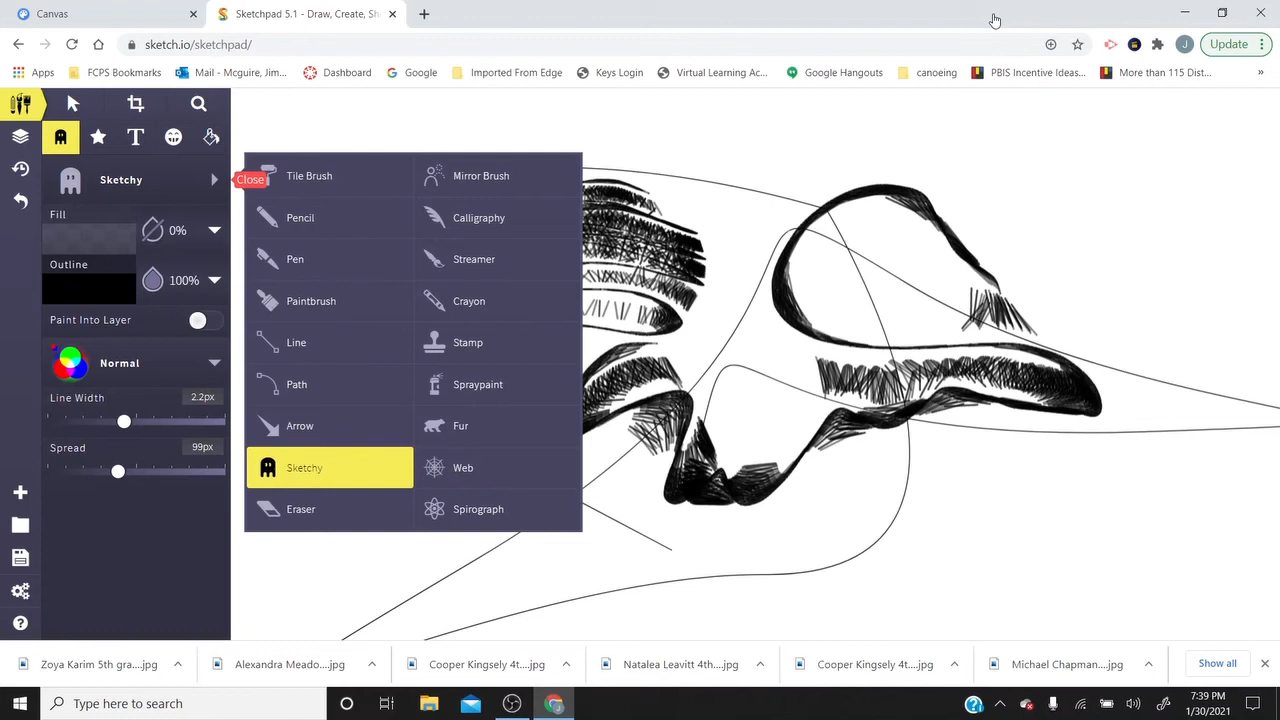 Canvas
Sketchpad 5.1 - Draw, Create, Sh
sketch.io/sketchpad/
J
Update
Apps
FCPS Bookmarks
Mail - Mcguire, Jim...
Dashboard
Google
Imported From Edge
Keys Login
Virtual Learning Ac...
Google Hangouts
canoeing
PBIS Incentive Ideas...
More than 115 Dist...
»
Sketchy
Close
Fill
0%
Outline
100%
Paint Into Layer
Normal
Line Width
2.2px
Spread
99px
Tile Brush
Mirror Brush
Pencil
Calligraphy
Pen
Streamer
Paintbrush
Crayon
Line
Stamp
Path
Spraypaint
Arrow
Fur
Sketchy
Web
Eraser
Spirograph
Zoya Karim 5th gra....jpg
Alexandra Meado....jpg
Cooper Kingsely 4t....jpg
Natalea Leavitt 4th....jpg
Cooper Kingsely 4t....jpg
Michael Chapman....jpg
Show all
Type here to search
7:39 PM
1/30/2021